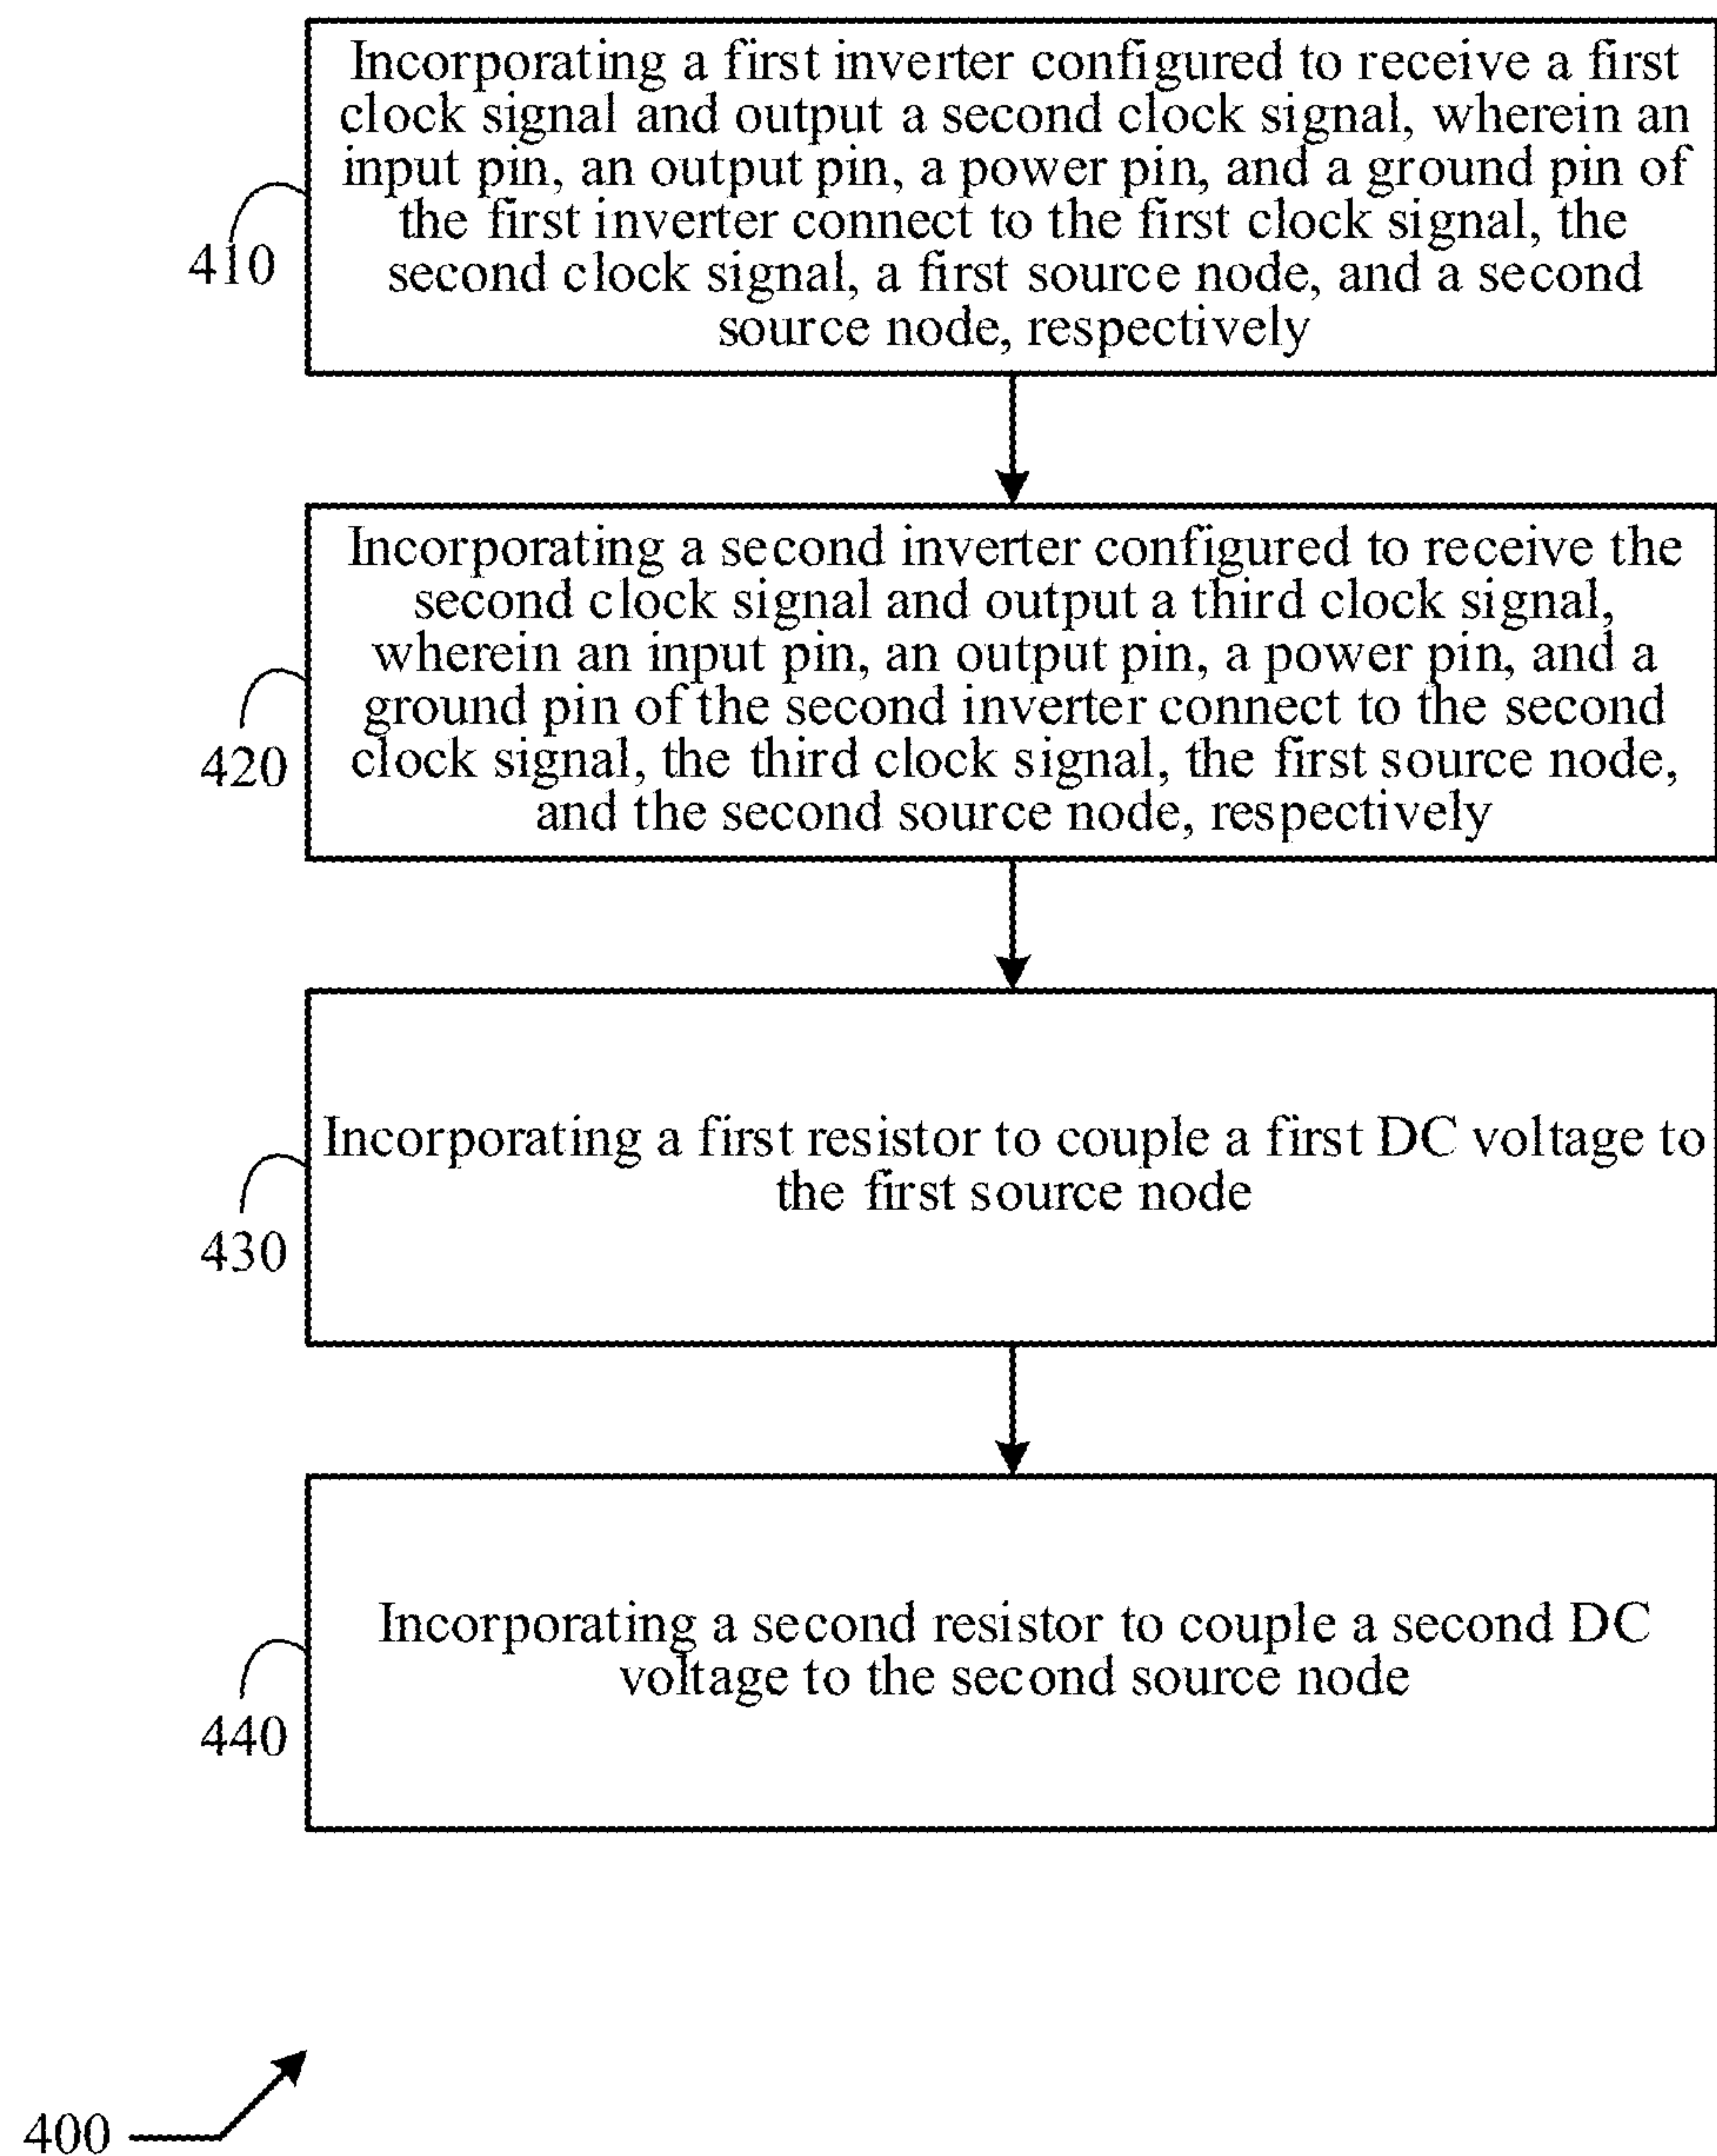 Incorporating a first inverter configured to receive a first
clock signal and output a second clock signal, wherein an
input pin, an output pin, a power pin, and a ground pin of
the first inverter connect to the first clock signal, the
second clock signal, a first source node, and a second
source node, respectively
410
Incorporating a second inverter configured to receive the
second clock signal and output a third clock signal,
wherein an input pin, an output pin, a power pin, and a
ground pin of the second inverter connect to the second
clock signal, the third clock signal, the first source node,
and the second source node, respectively
420
Incorporating a first resistor to couple a first DC voltage to
the first source node
430
Incorporating a second resistor to couple a second DC
voltage to the second source node
440
400